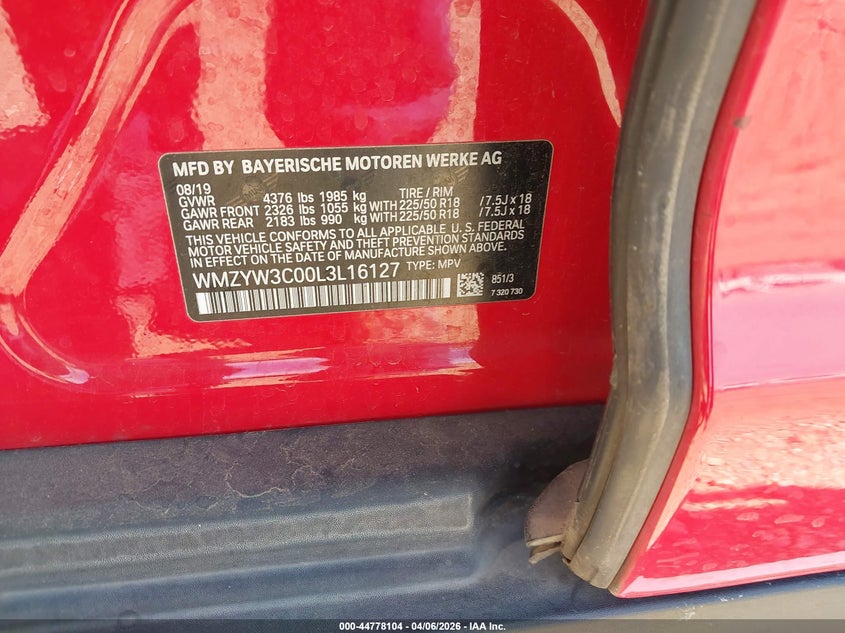 MFD BY BAYERISCHE MOTOREN WERKE AG
08/19
GVWR 4376 lbs 1985 kg TIRE / RIM
GAWR FRONT 2326 lbs 1055 kg WITH 225/50 R18 /7.5J x 18
GAWR REAR 2183 lbs 990 kg WITH 225/50 R18 /7.5J x 18
THIS VEHICLE CONFORMS TO ALL APPLICABLE U. S. FEDERAL
MOTOR VEHICLE SAFETY AND THEFT PREVENTION STANDARDS
IN EFFECT ON THE DATE OF MANUFACTURE SHOWN ABOVE.
WMZYW3C00L3L16127 TYPE: MPV
851/3
7 320 730
000-44778104 - 04/06/2026 - IAA Inc.